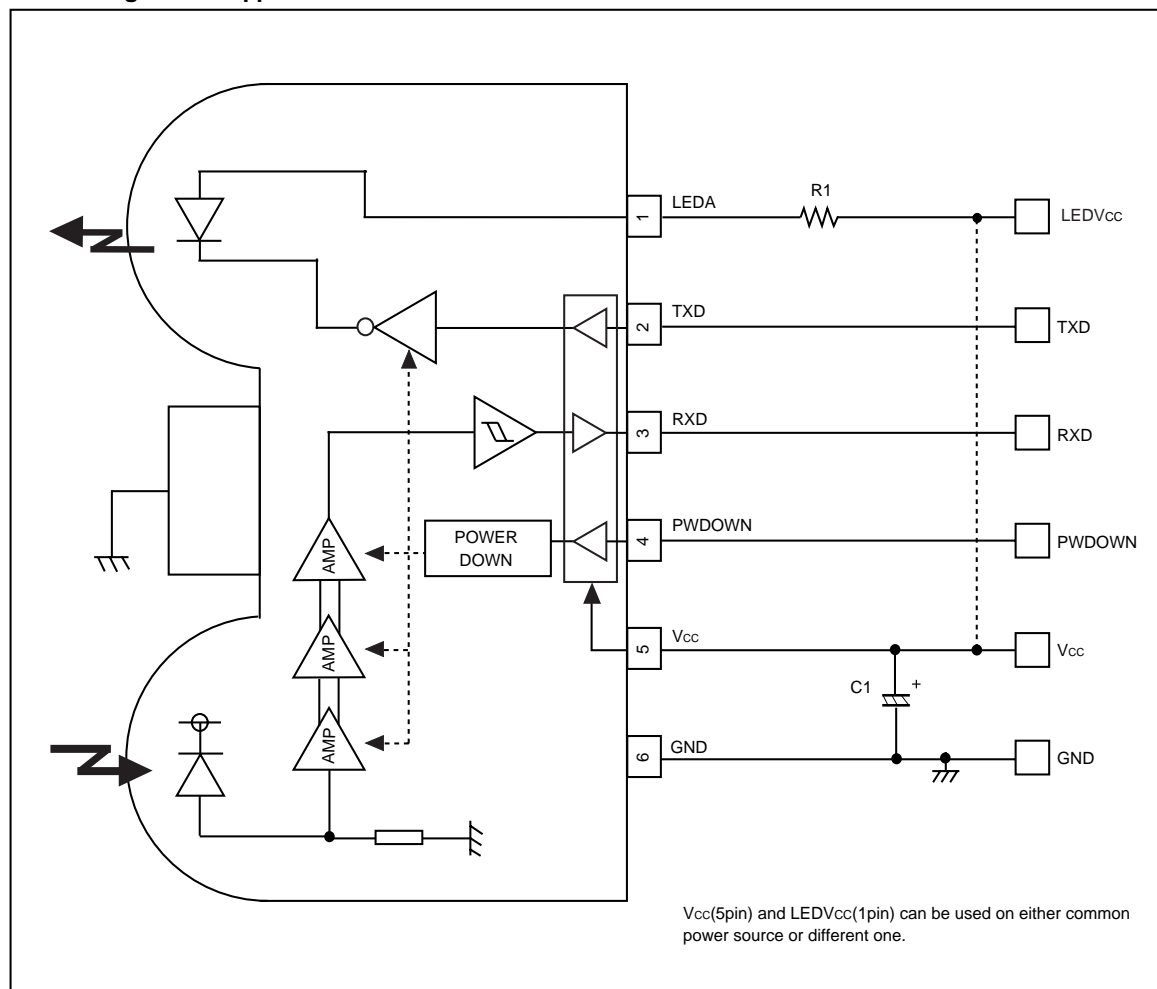 R1
1
LEDA
LEDVCC
2
TXD
TXD
3
RXD
RXD
AMP
POWER
DOWN
4
PWDOWN
PWDOWN
AMP
5
VCC
VCC
C1
+
AMP
6
GND
GND
VCC(5pin) and LEDVCC(1pin) can be used on either common
power source or different one.